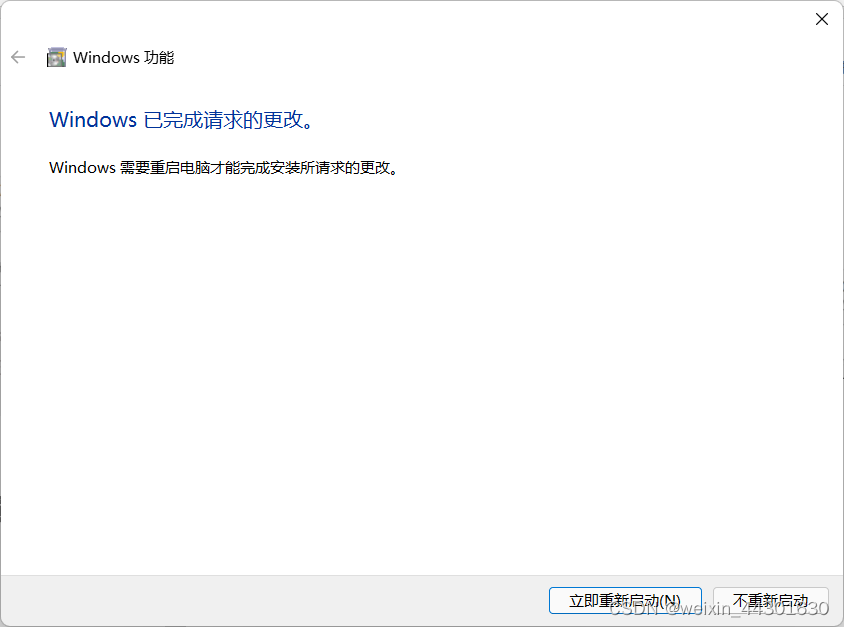 Windows 功能
Windows 已完成请求的更改。
Windows 需要重启电脑才能完成安装所请求的更改。
立即重新启动(N)
不重新启动
CSDN @weixin_44301630